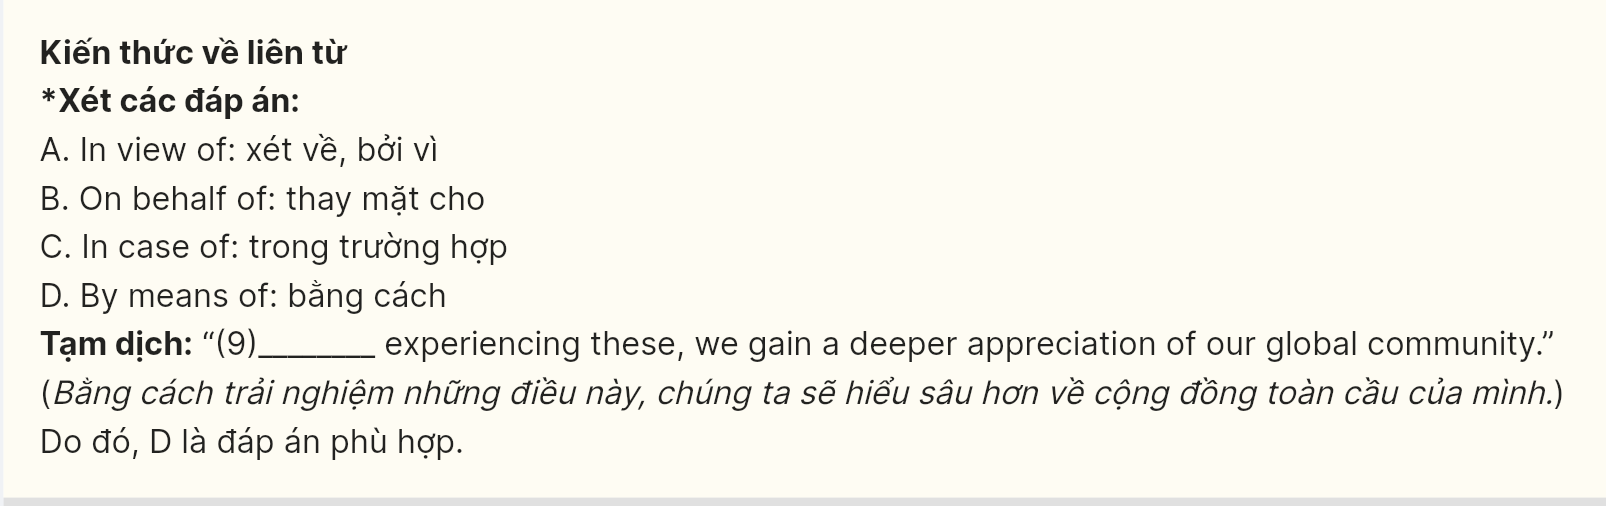 Kiến thức về liên từ
*Xét các đáp án:
A. In view of: xét về, bởi vì
B. On behalf of: thay mặt cho
C. In case of: trong trường hợp
D. By means of: bằng cách
Tạm dịch: “(9)________ experiencing these, we gain a deeper appreciation of our global community.”
(Bằng cách trải nghiệm những điều này, chúng ta sẽ hiểu sâu hơn về cộng đồng toàn cầu của mình.)
Do đó, D là đáp án phù hợp.